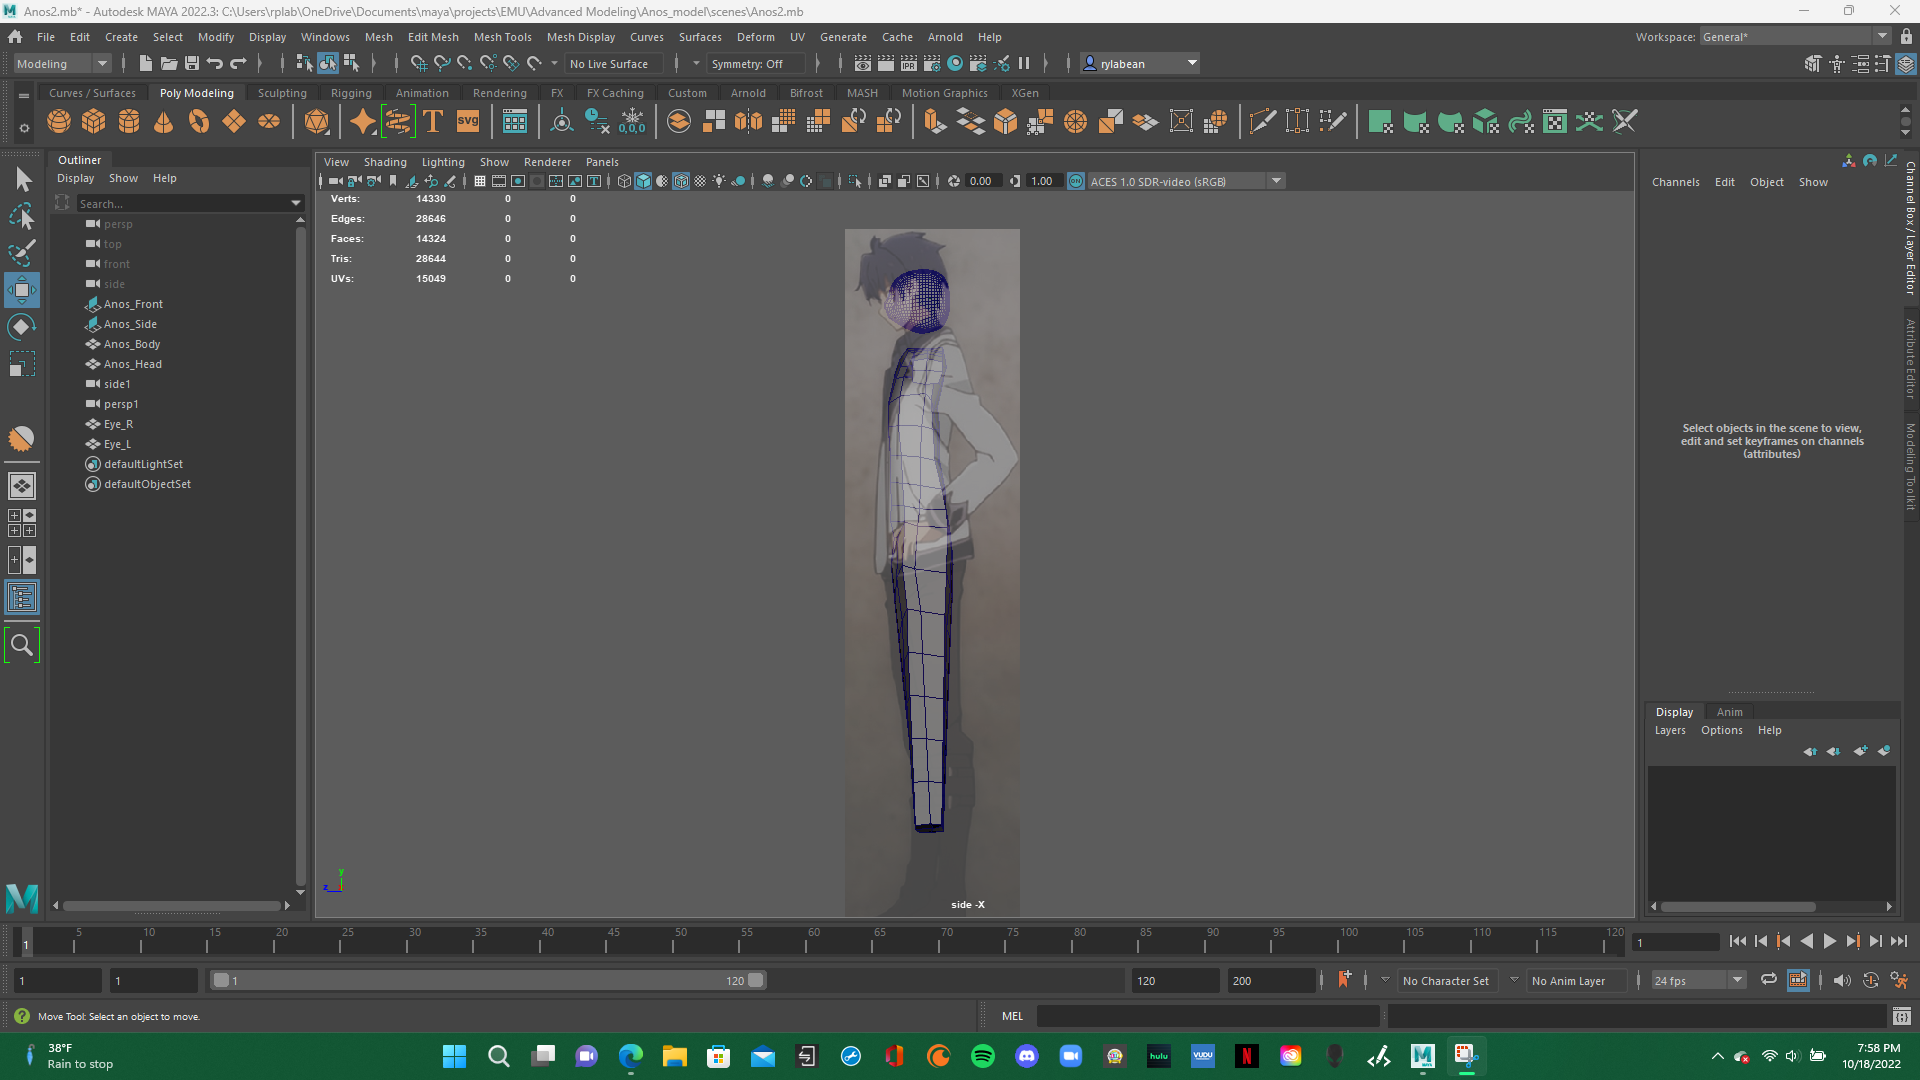 Anos2.mb* - Autodesk MAYA 2022.3: C:\Users\rplab\OneDrive\Documents\maya\projects\EMU\Advanced Modeling\Anos_model\scenes\Anos2.mb
File Edit Create Select Modify Display Windows Mesh Edit Mesh Mesh Tools Mesh Display Curves Surfaces Deform UV Generate Cache Arnold Help
Workspace: General*
Modeling
No Live Surface
Symmetry: Off
IPR
rylabean
Curves / Surfaces Poly Modeling Sculpting Rigging Animation Rendering FX FX Caching Custom Arnold Bifrost MASH Motion Graphics XGen
T
svg
0,0,0
Outliner
Display Show Help
Search...
persp
top
front
side
Anos_Front
Anos_Side
Anos_Body
Anos_Head
side1
persp1
Eye_R
Eye_L
defaultLightSet
defaultObjectSet
View Shading Lighting Show Renderer Panels
0.00
1.00
ON
ACES 1.0 SDR-video (sRGB)
Verts: 14330 0 0
Edges: 28646 0 0
Faces: 14324 0 0
Tris: 28644 0 0
UVs: 15049 0 0
y
z
side -X
Channels Edit Object Show
Channel Box / Layer Editor
Attribute Editor
Modeling Toolkit
Select objects in the scene to view,
edit and set keyframes on channels
(attributes)
Display Anim
Layers Options Help
1 5 10 15 20 25 30 35 40 45 50 55 60 65 70 75 80 85 90 95 100 105 110 115 120
1
1
1
1
120
120
200
No Character Set
No Anim Layer
24 fps
Move Tool: Select an object to move.
MEL
38°F
Rain to stop
hulu
VUDU
N
M
MAYA
7:58 PM
10/18/2022